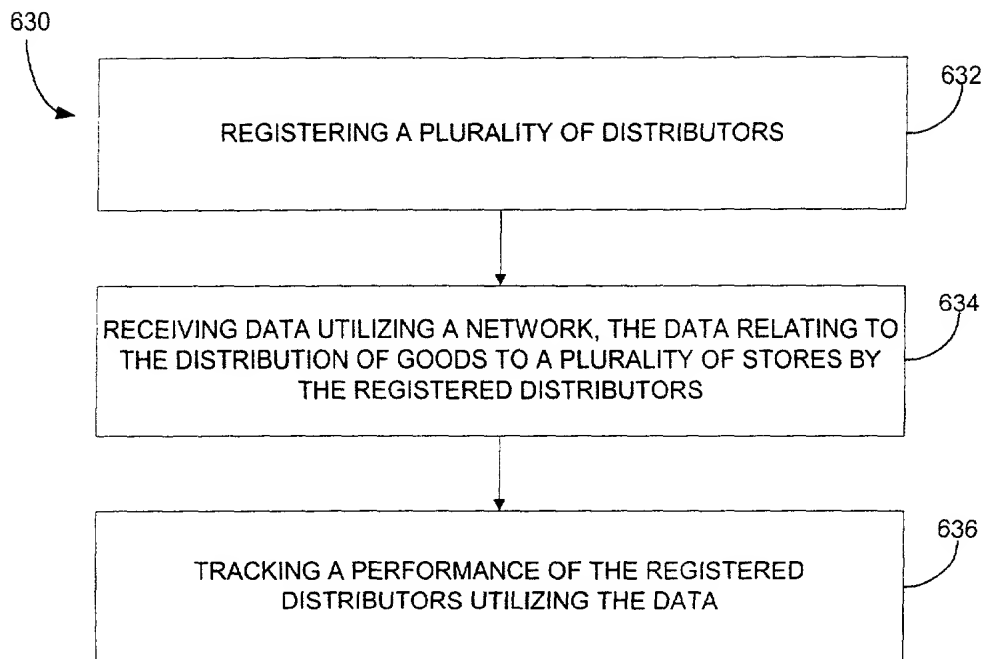 630
632
REGISTERING A PLURALITY OF DISTRIBUTORS
634
RECEIVING DATA UTILIZING A NETWORK, THE DATA RELATING TO
THE DISTRIBUTION OF GOODS TO A PLURALITY OF STORES BY
THE REGISTERED DISTRIBUTORS
636
TRACKING A PERFORMANCE OF THE REGISTERED
DISTRIBUTORS UTILIZING THE DATA